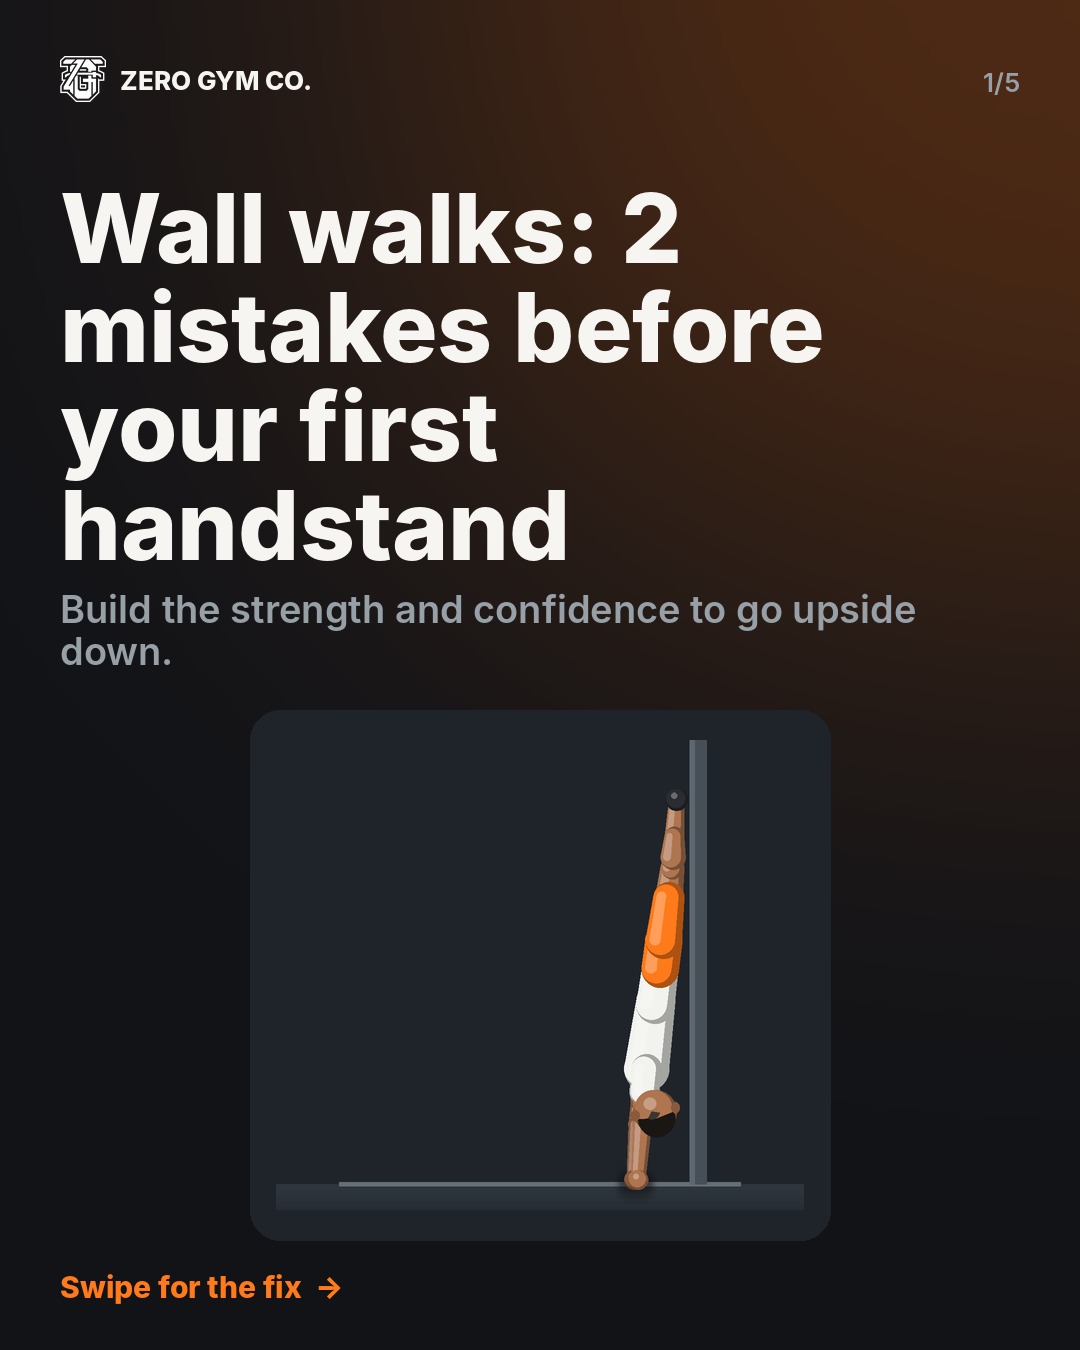 ZERO GYM CO.
1/5
Wall walks: 2
mistakes before
your first
handstand
Build the strength and confidence to go upside
down.
Swipe for the fix →